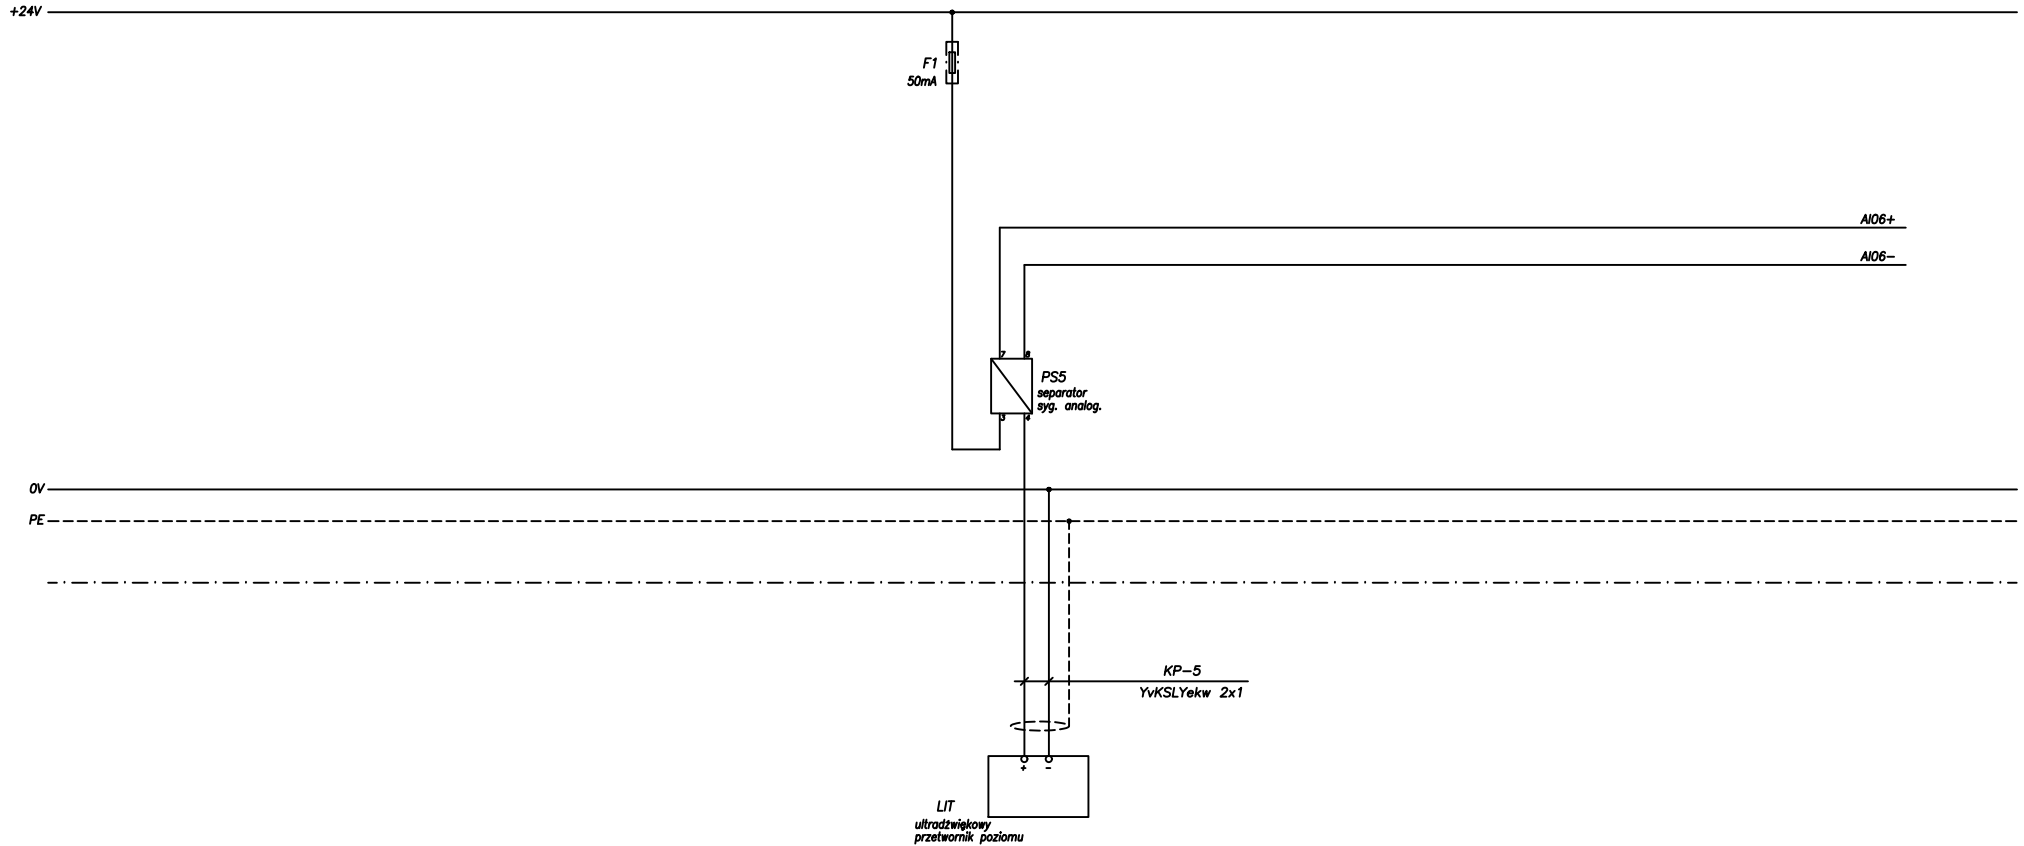 +24V
F1
50mA
AI06+
AI06-
7 8
PS5
separator
syg. analog.
3 4
0V
PE
KP-5
YvKSLYekw 2x1
+ -
LIT
ultradźwiękowy
przetwornik poziomu